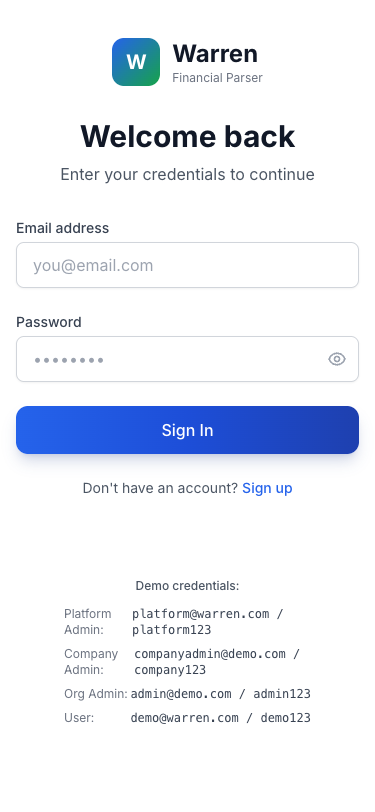 W
Warren
Financial Parser
Welcome back
Enter your credentials to continue
Email address
you@email.com
Password
••••••••
Sign In
Don't have an account? Sign up
Demo credentials:
Platform Admin:
platform@warren.com / platform123
Company Admin:
companyadmin@demo.com / company123
Org Admin: admin@demo.com / admin123
User: demo@warren.com / demo123